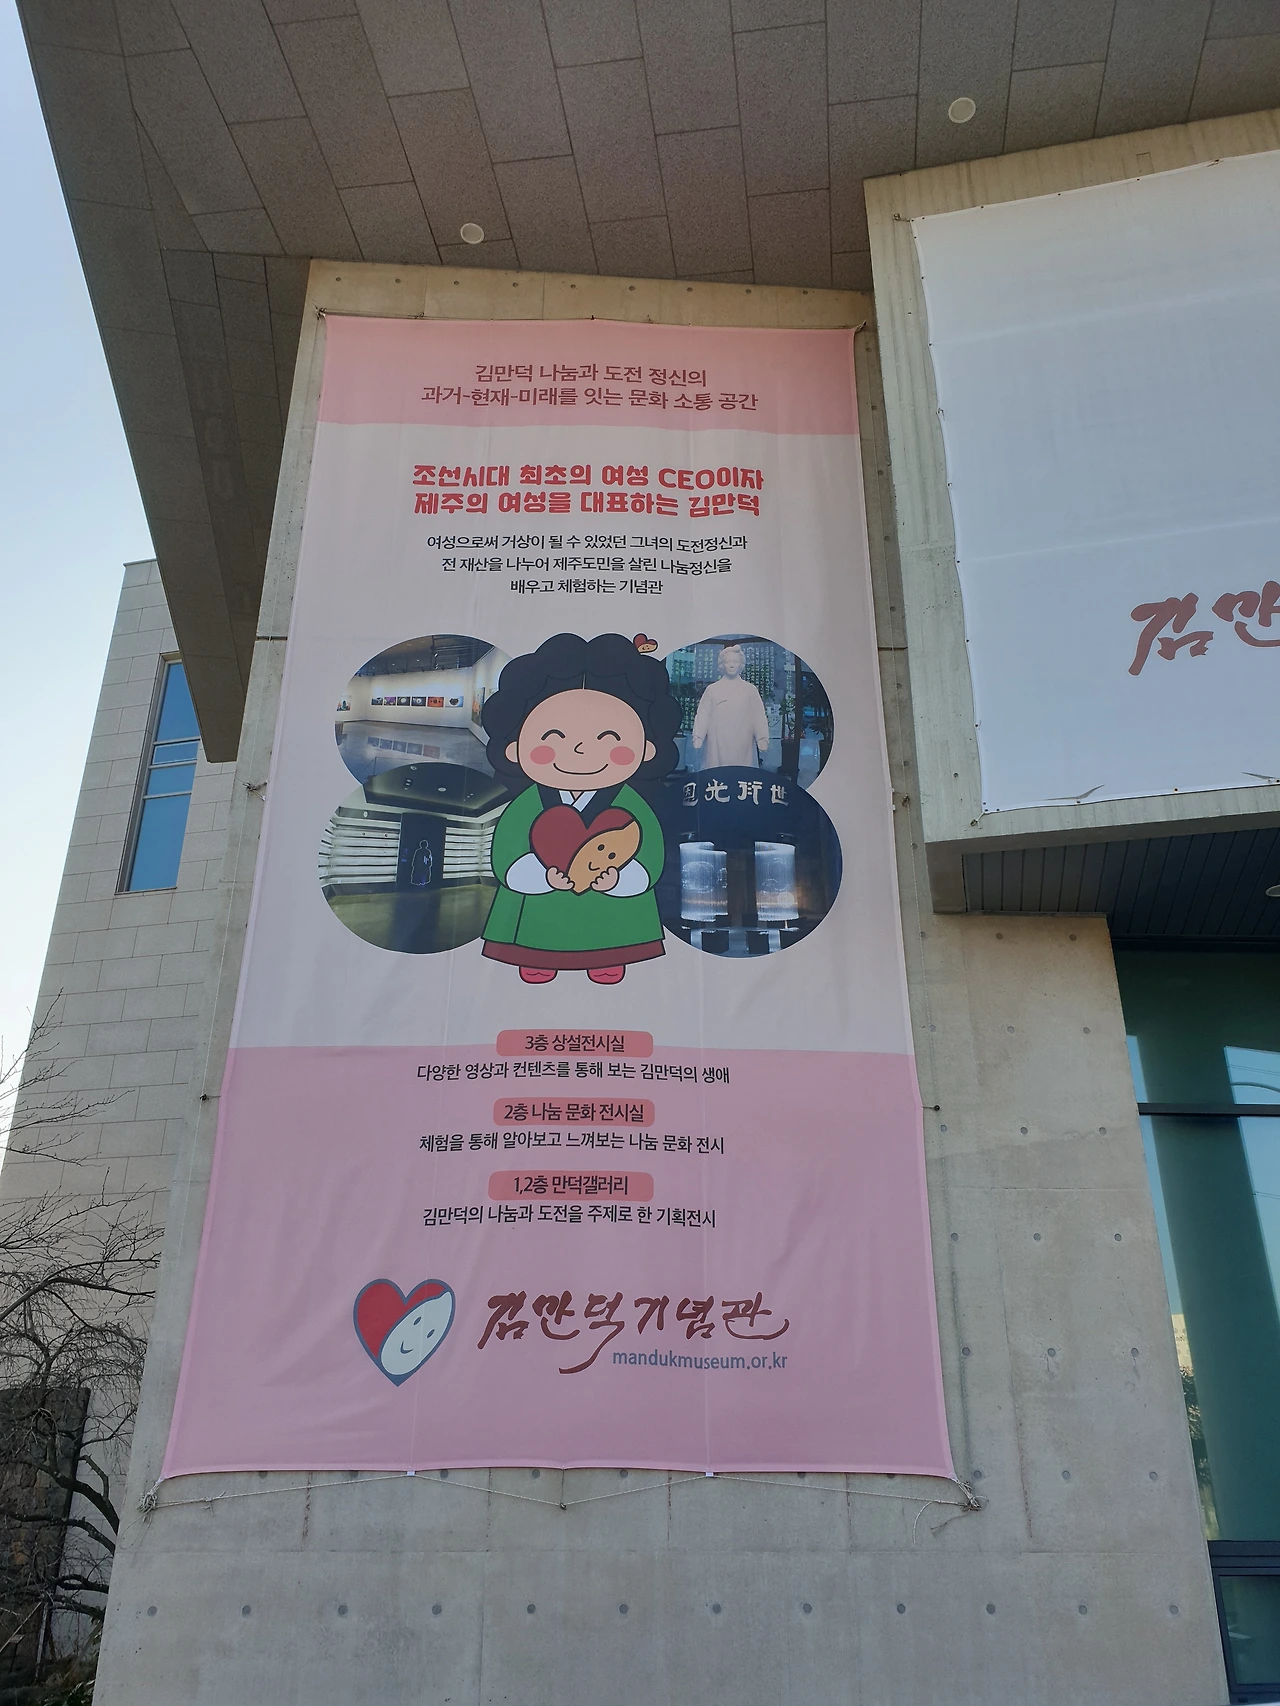 김만덕 나눔과 도전 정신의
과거-현재-미래를 잇는 문화 소통 공간
조선시대 최초의 여성 CEO이자
제주의 여성을 대표하는 김만덕
여성으로써 거상이 될 수 있었던 그녀의 도전정신과
전 재산을 나누어 제주도민을 살린 나눔정신을
배우고 체험하는 기념관
恩光衍世
3층 상설전시실
다양한 영상과 컨텐츠를 통해 보는 김만덕의 생애
2층 나눔 문화 전시실
체험을 통해 알아보고 느껴보는 나눔 문화 전시
1,2층 만덕갤러리
김만덕의 나눔과 도전을 주제로 한 기획전시
김만덕기념관
mandukmuseum.or.kr
김만